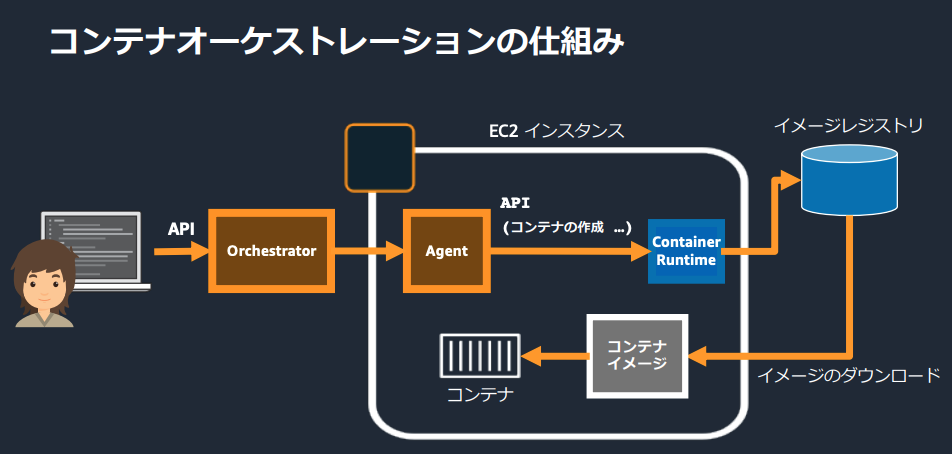 コンテナオーケストレーションの仕組み
EC2 インスタンス
イメージレジストリ
API
Orchestrator
Agent
API
(コンテナの作成 …)
Container
Runtime
コンテナ
イメージ
コンテナ
イメージのダウンロード